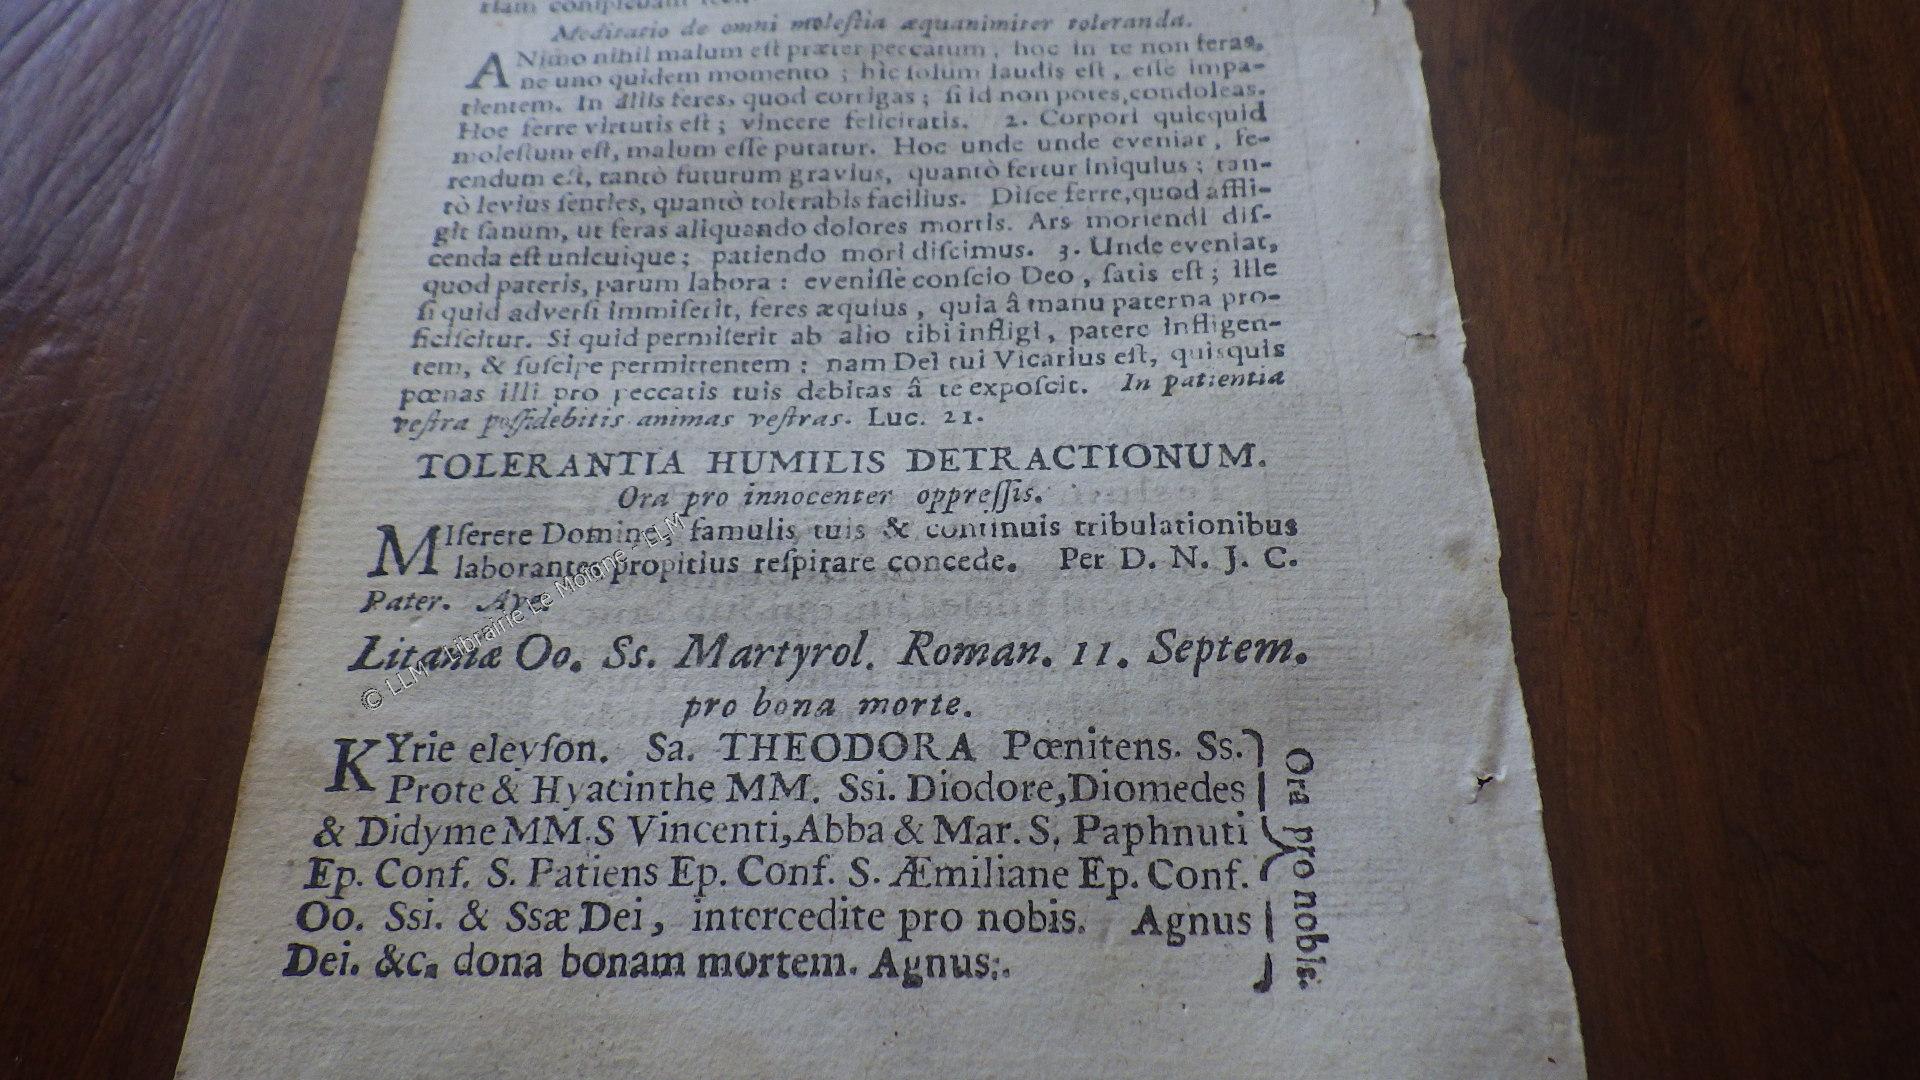 Meditatio de omni moleſtia æquanimiter toleranda.
ANimo nihil malum eſt præter peccatum, hoc in te non feras,
ne uno quidem momento ; hic ſolum laudis eſt, eſſe impa-
tientem. In aliis feres, quod corrigas ; ſi id non potes, condoleas.
Hoc ferre virtutis eſt ; vincere felicitatis. 2. Corpori quicquid
moleſtum eſt, malum eſſe putatur. Hoc unde unde eveniat, fe-
rendum eſt, tantò futurum gravius, quantò fertur iniquius ; tan-
tò levius ſenties, quantò tolerabis facilius. Diſce ferre, quod affli-
git ſanum, ut feras aliquando dolores mortis. Ars moriendi diſ-
cenda eſt unicuique ; patiendo mori diſcimus. 3. Unde eveniat,
quod pateris, parum labora : eveniſſe conſcio Deo, ſatis eſt ; ille
ſi quid adverſi immiſerit, feres æquius, quia â manu paterna pro-
ficiſcitur. Si quid permiſerit ab alio tibi infligi, patere infligen-
tem, & ſuſcipe permittentem : nam Dei tui Vicarius eſt, quisquis
pœnas illi pro peccatis tuis debitas â te expoſcit. In patientia
veſtra poſſidebitis animas veſtras. Luc. 21.
TOLERANTIA HUMILIS DETRACTIONUM.
Ora pro innocenter oppreſſis.
MIſerere Domine, famulis tuis & continuis tribulationibus
laborantes propitius reſpirare concede. Per D. N. J. C.
Pater. Ave.
Litaniæ Oo. Ss. Martyrol. Roman. 11. Septem.
pro bona morte.
KYrie eleyſon. Sa. THEODORA Pœnitens. Ss.
Prote & Hyacinthe MM. Ssi. Diodore, Diomedes
& Didyme MM. S Vincenti, Abba & Mar. S. Paphnuti
Ep. Conf. S. Patiens Ep. Conf. S. Æmiliane Ep. Conf.
Oo. Ssi. & Ssæ Dei, intercedite pro nobis. Agnus
Dei. &c. dona bonam mortem. Agnus:.
Ora pro nobis.
© LLM - Librairie Le Moiane - LLM